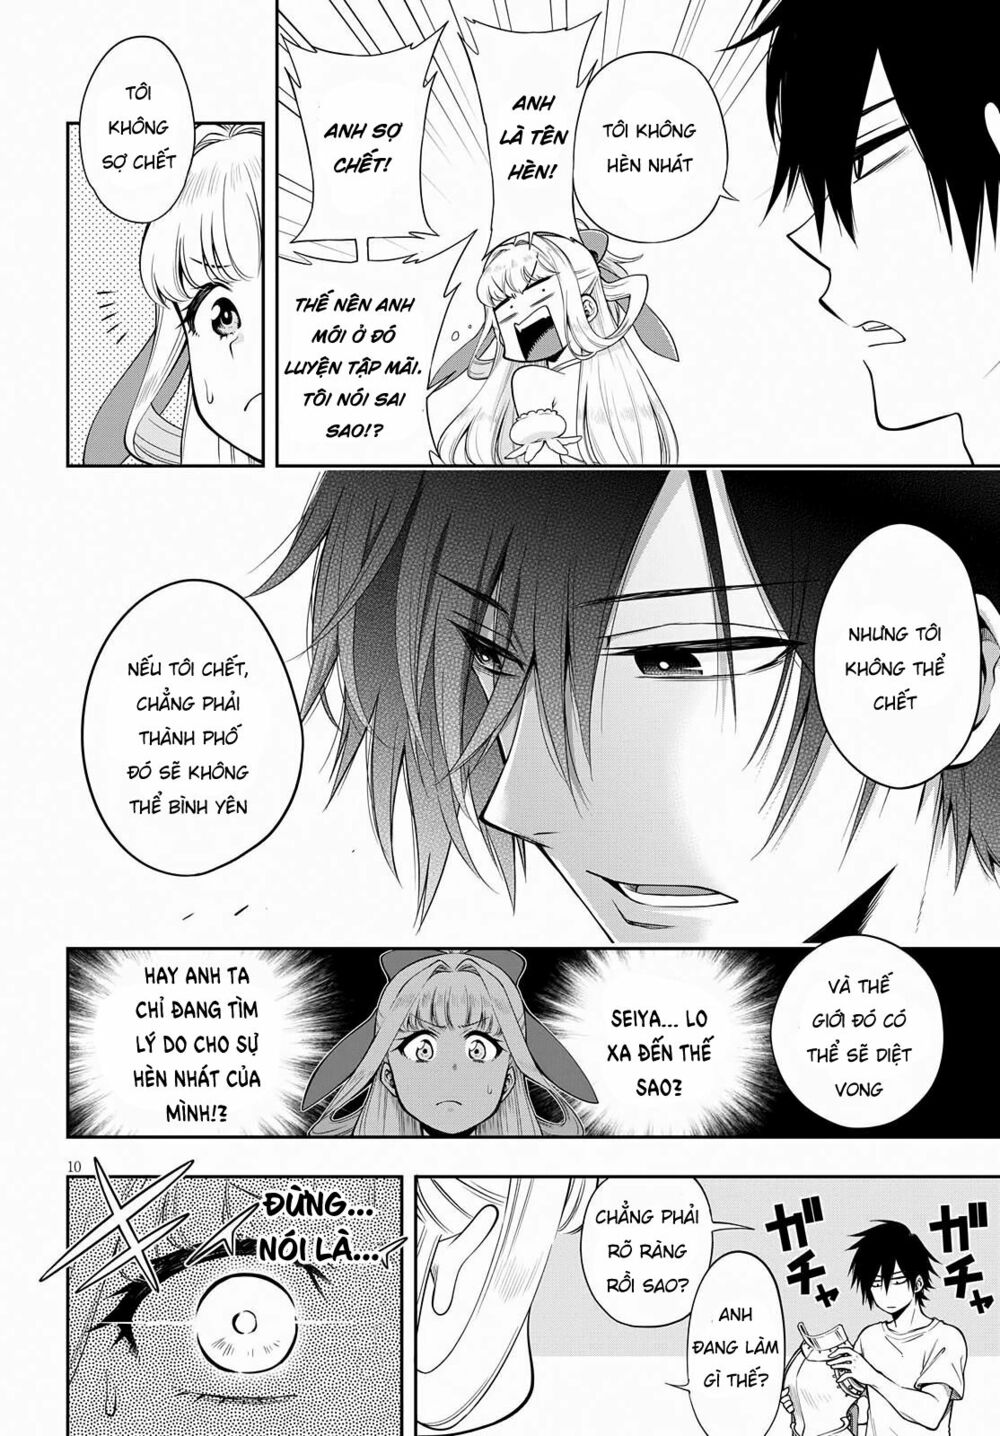 TÔI KHÔNG
HÈN NHÁT
ANH
LÀ TÊN
HÈN!
ANH SỢ
CHẾT!
THẾ NÊN ANH
MỚI Ở ĐÓ
LUYỆN TẬP MÃI.
TÔI NÓI SAI
SAO!?
TÔI
KHÔNG
SỢ CHẾT
NHƯNG TÔI
KHÔNG THỂ
CHẾT
NẾU TÔI CHẾT,
CHẲNG PHẢI
THÀNH PHỐ
ĐÓ SẼ KHÔNG
THỂ BÌNH YÊN
VÀ THẾ
GIỚI ĐÓ CÓ
THỂ SẼ DIỆT
VONG
SEIYA... LO
XA ĐẾN THẾ
SAO?
HAY ANH TA
CHỈ ĐANG TÌM
LÝ DO CHO SỰ
HÈN NHÁT CỦA
MÌNH!?
ガチャ
ガチャ
CHẲNG PHẢI
RÕ RÀNG
RỒI SAO?
ANH
ĐANG LÀM
GÌ THẾ?
ĐỪNG...
NÓI LÀ...
10